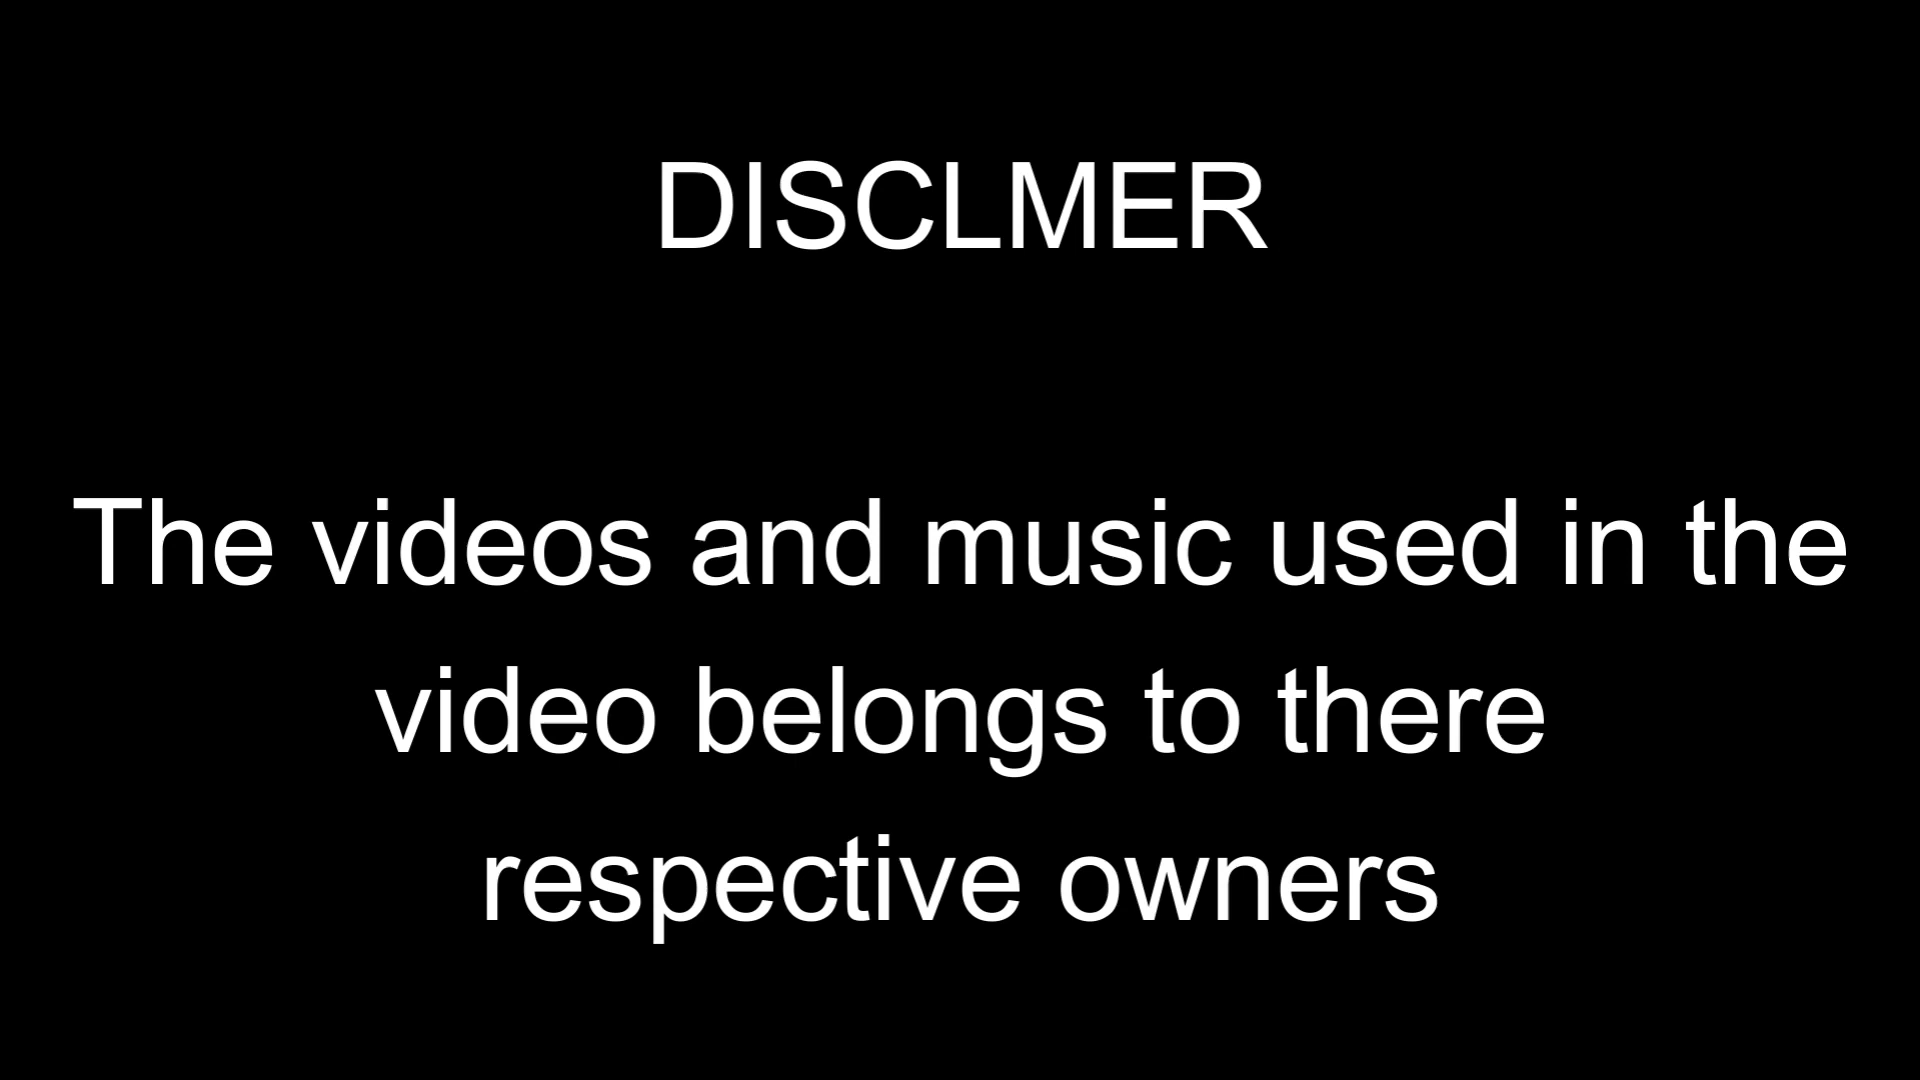 DISCLMER
The videos and music used in the
video belongs to there
respective owners